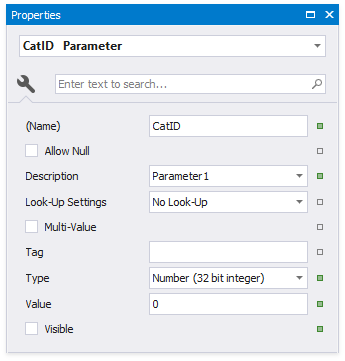 Properties
CatID Parameter
Enter text to search...
(Name) CatID
Allow Null
Description Parameter1
Look-Up Settings No Look-Up
Multi-Value
Tag
Type Number (32 bit integer)
Value 0
Visible